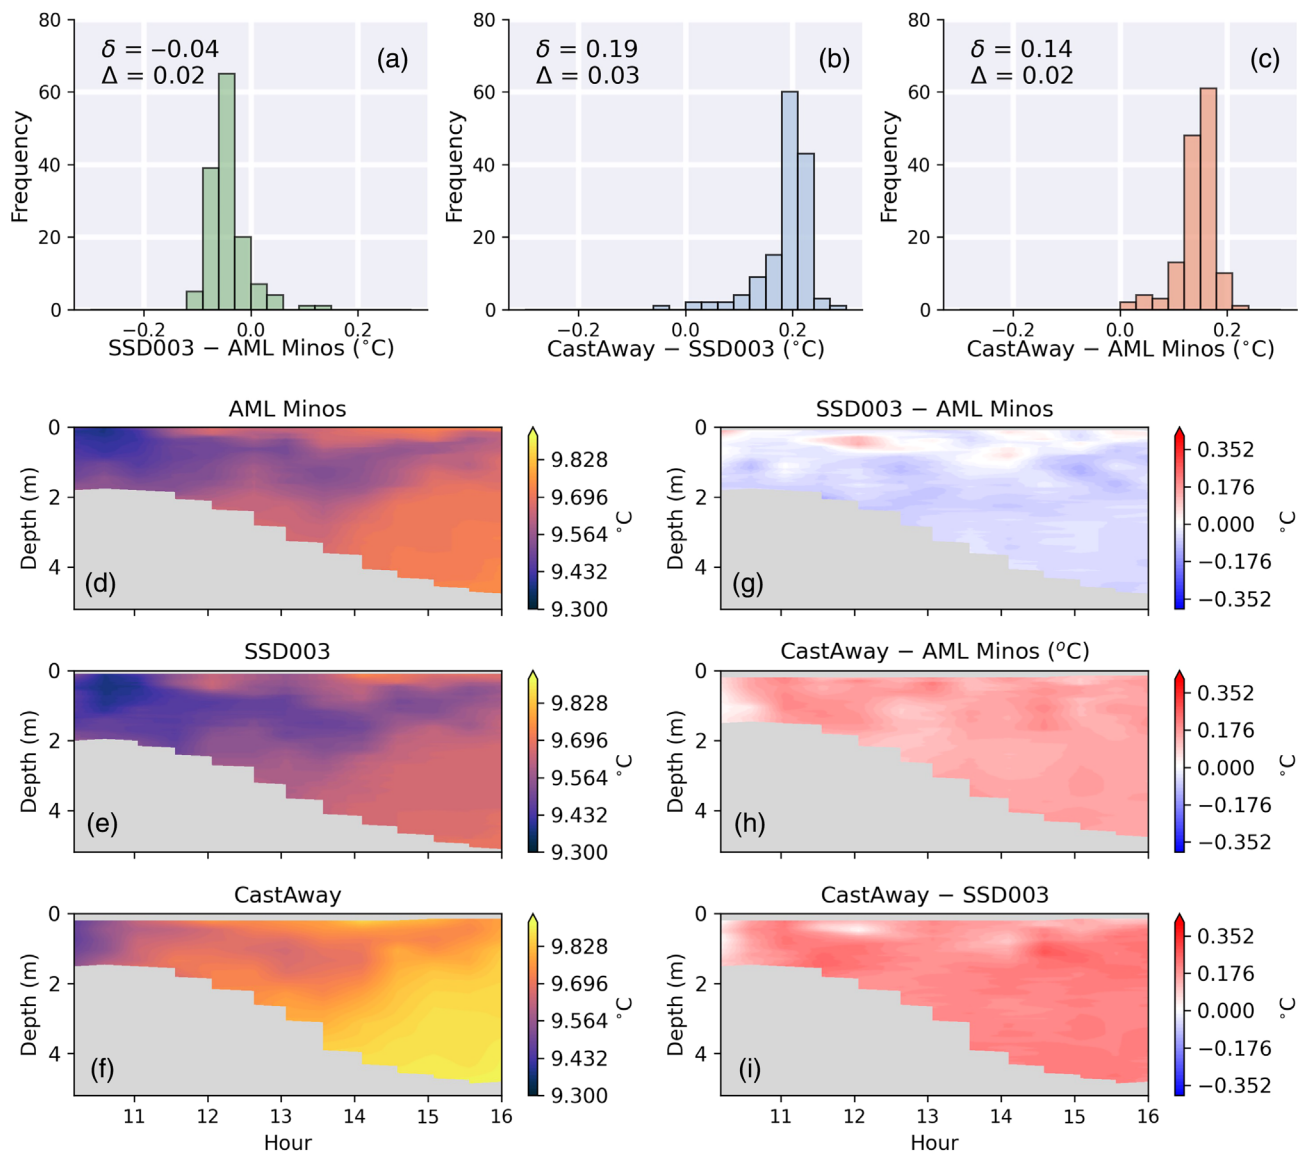 80
60
40
20
0
Frequency
δ = −0.04
Δ = 0.02
(a)
−0.2 0.0 0.2
SSD003 − AML Minos (°C)
80
60
40
20
0
Frequency
δ = 0.19
Δ = 0.03
(b)
−0.2 0.0 0.2
CastAway − SSD003 (°C)
80
60
40
20
0
Frequency
δ = 0.14
Δ = 0.02
(c)
−0.2 0.0 0.2
CastAway − AML Minos (°C)
AML Minos
0
2
4
Depth (m)
(d)
9.828
9.696
9.564
9.432
9.300
°C
SSD003 − AML Minos
0
2
4
Depth (m)
(g)
0.352
0.176
0.000
−0.176
−0.352
°C
SSD003
0
2
4
Depth (m)
(e)
9.828
9.696
9.564
9.432
9.300
°C
CastAway − AML Minos (°C)
0
2
4
Depth (m)
(h)
0.352
0.176
0.000
−0.176
−0.352
°C
CastAway
0
2
4
Depth (m)
(f)
9.828
9.696
9.564
9.432
9.300
°C
11 12 13 14 15 16
Hour
CastAway − SSD003
0
2
4
Depth (m)
(i)
0.352
0.176
0.000
−0.176
−0.352
°C
11 12 13 14 15 16
Hour